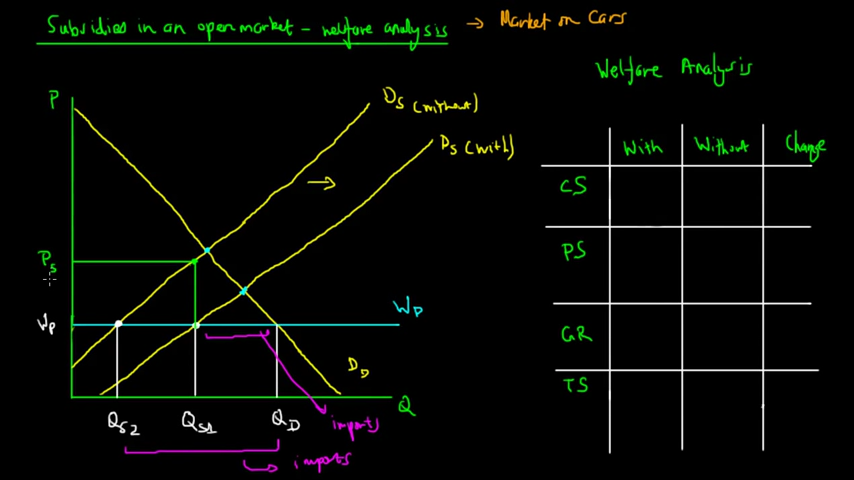 Subsidies in an open market - welfare analysis → Market on Cars
Welfare Analysis
P
Ds (without)
Ds (with)
With Without Change
CS
PS
GR
TS
Ps
Wp
Wp
DD
Q
Qs2 Qs1 QD
imports
imports